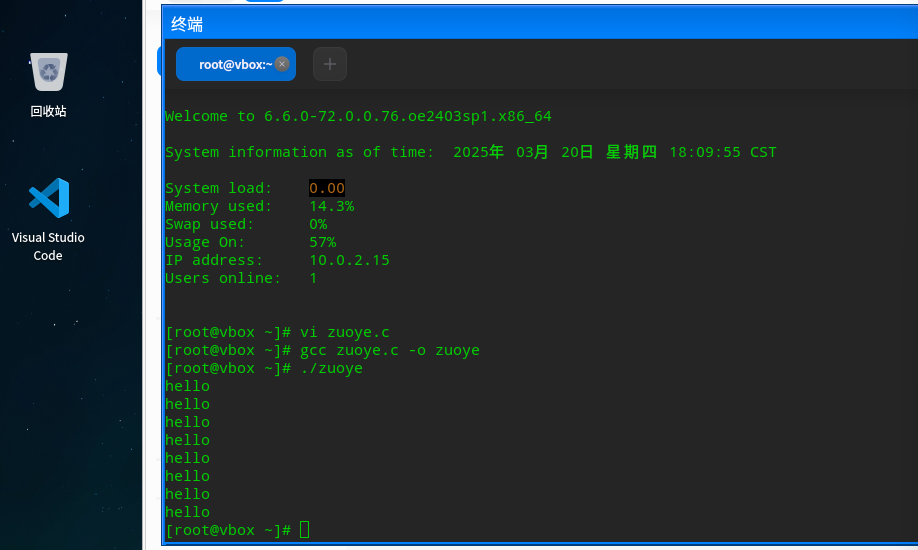 终端
root@vbox:~
回收站
Visual Studio
Code
Welcome to 6.6.0-72.0.0.76.oe2403sp1.x86_64
System information as of time:  2025年 03月 20日 星期四 18:09:55 CST
System load:    0.00
Memory used:    14.3%
Swap used:      0%
Usage On:       57%
IP address:     10.0.2.15
Users online:   1
[root@vbox ~]# vi zuoye.c
[root@vbox ~]# gcc zuoye.c -o zuoye
[root@vbox ~]# ./zuoye
hello
hello
hello
hello
hello
hello
hello
hello
[root@vbox ~]#